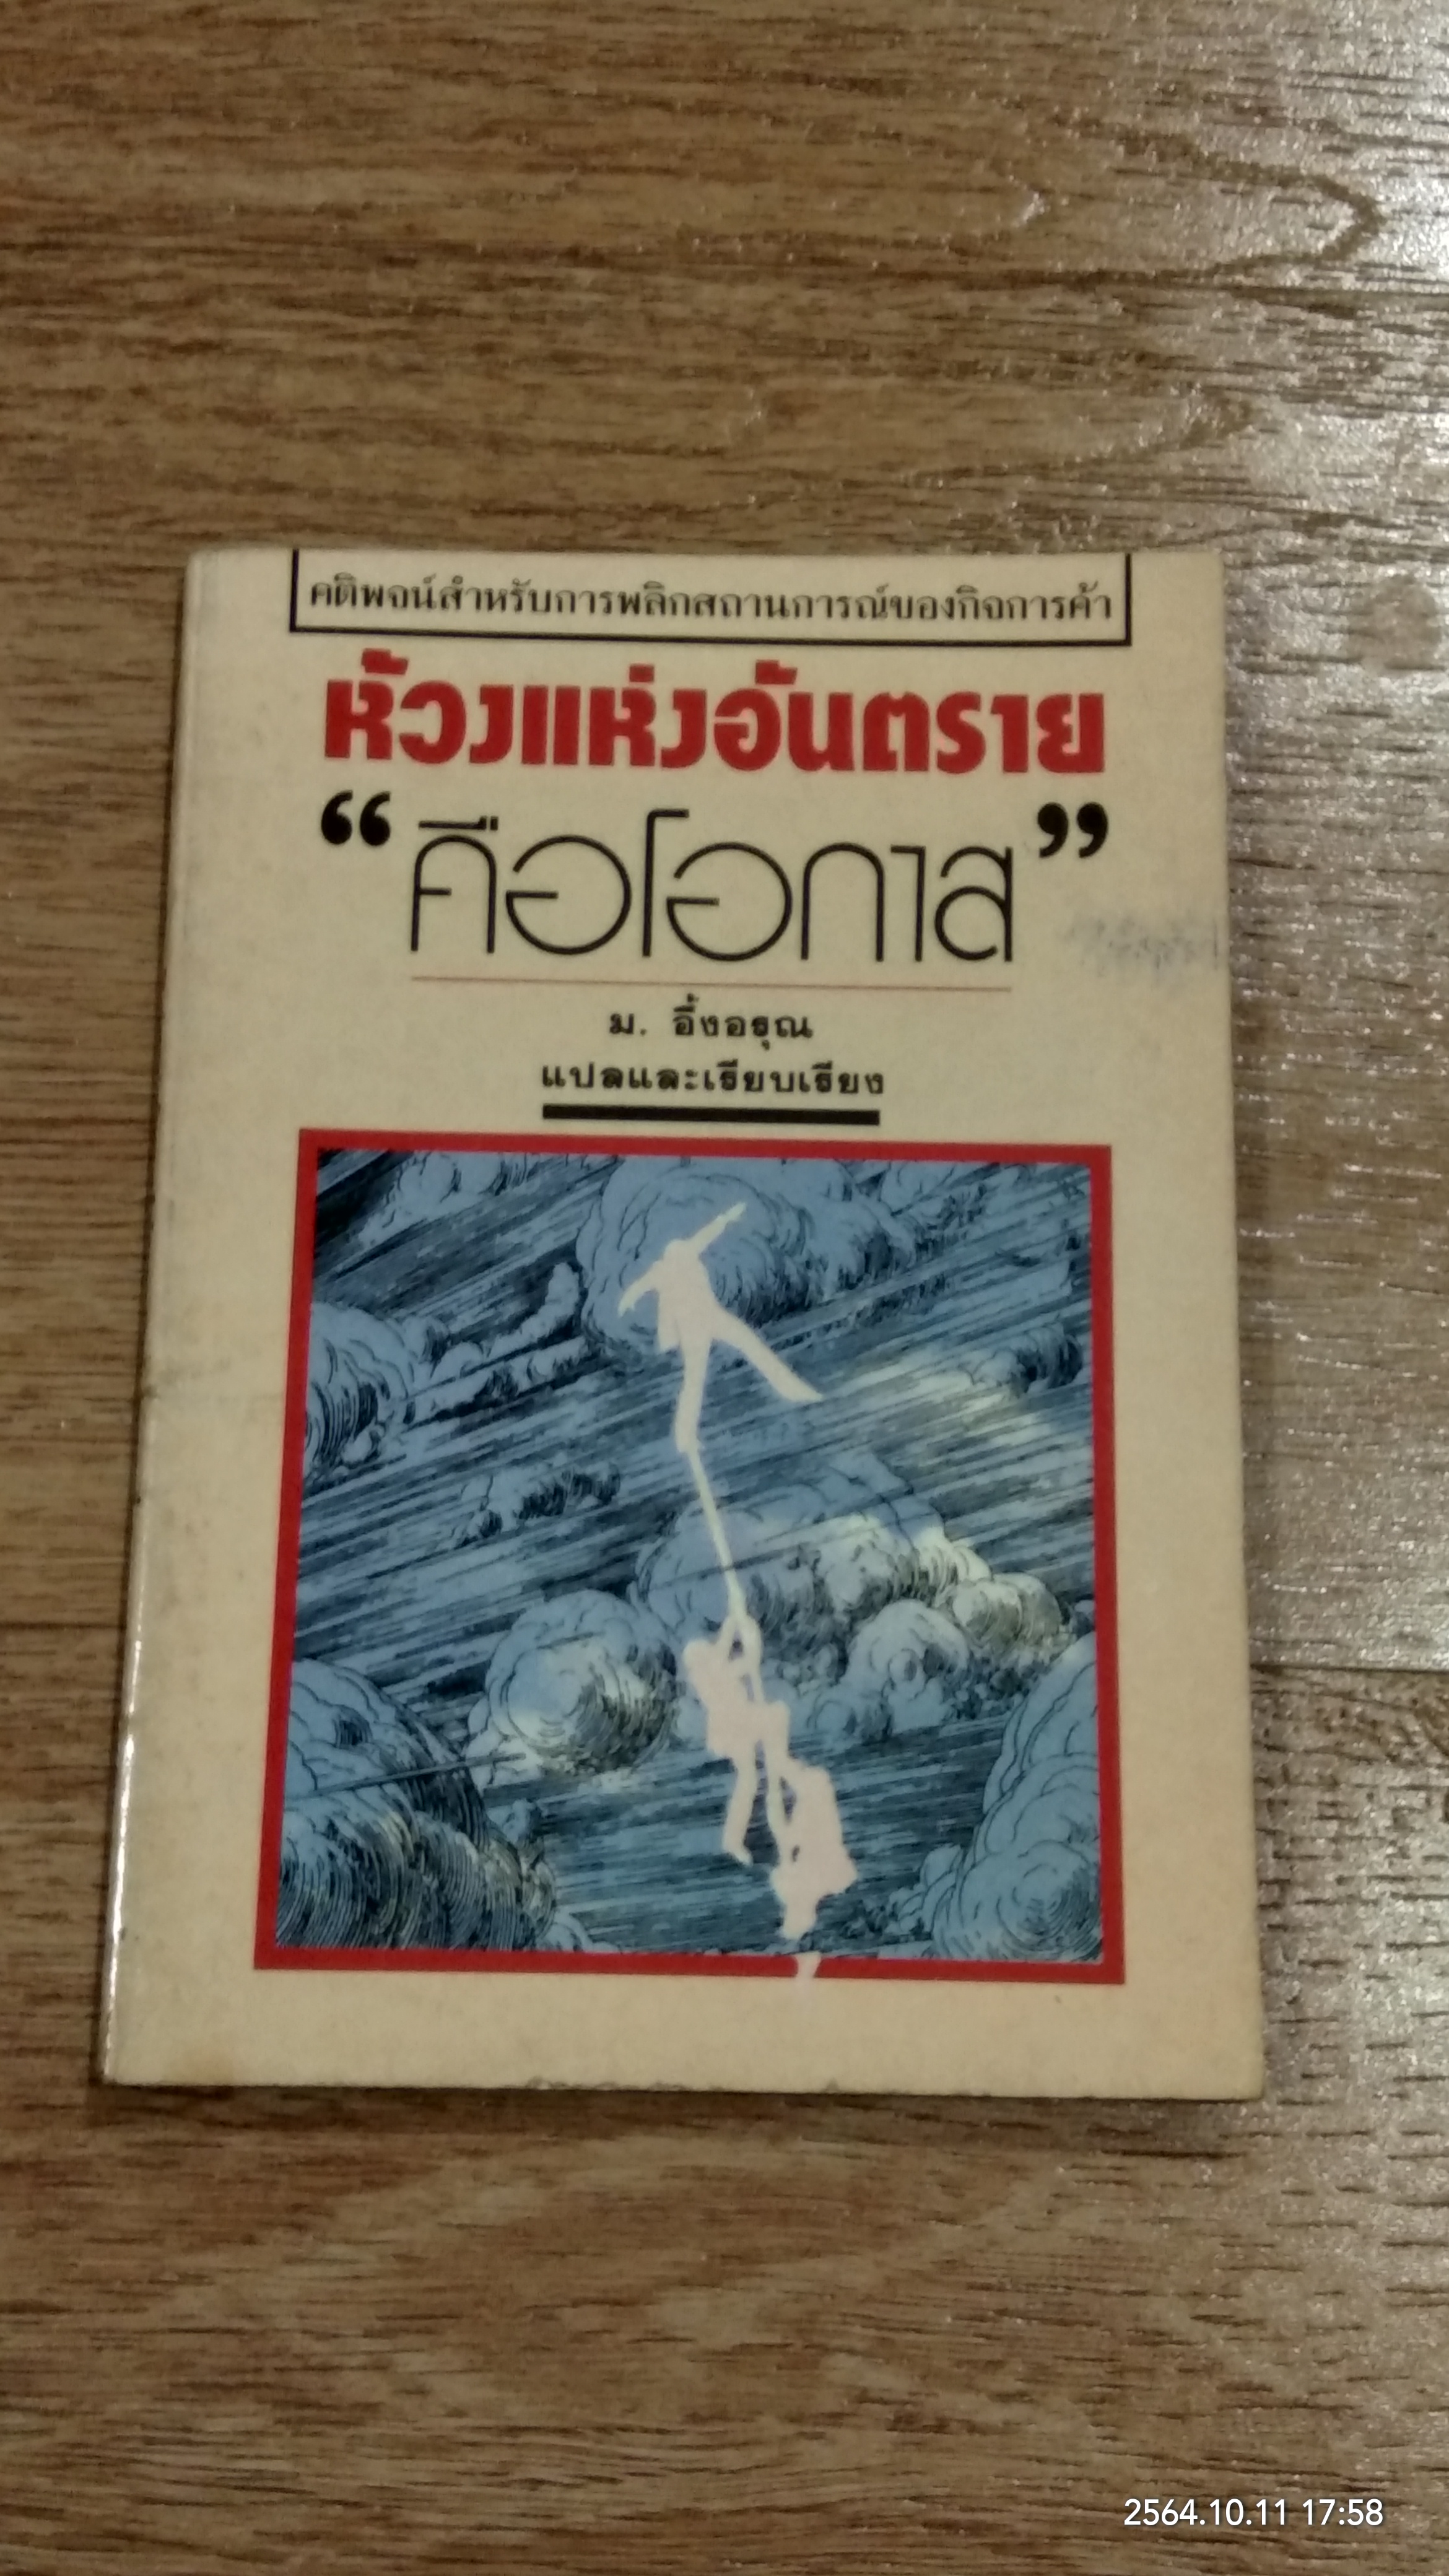 คติพจน์สำหรับการพลิกสถานการณ์ของกิจการค้า
ห้วงแห่งอันตราย
“คือโอกาส”
ม. อึ้งอรุณ
แปลและเรียบเรียง
2564.10.11 17:58